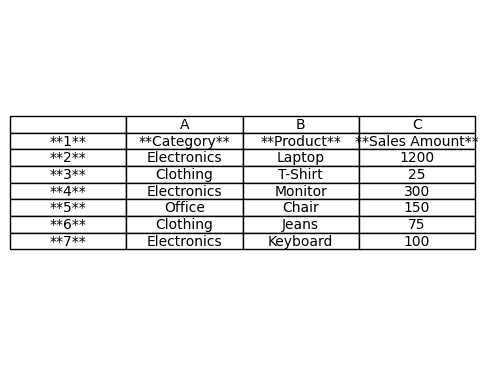 A B C
**1** **Category** **Product** **Sales Amount**
**2** Electronics Laptop 1200
**3** Clothing T-Shirt 25
**4** Electronics Monitor 300
**5** Office Chair 150
**6** Clothing Jeans 75
**7** Electronics Keyboard 100